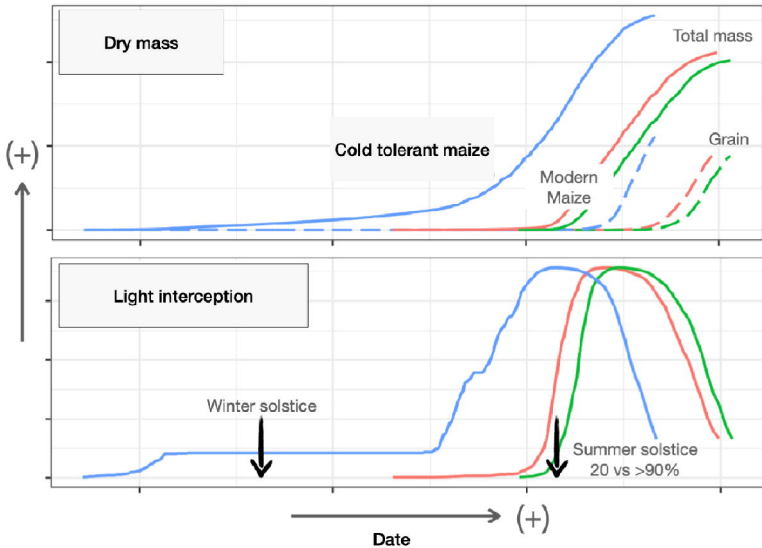 Dry mass
Total mass
Cold tolerant maize
Grain
Modern
Maize
(+)
Light interception
Winter solstice
Summer solstice
20 vs >90%
(+)
Date